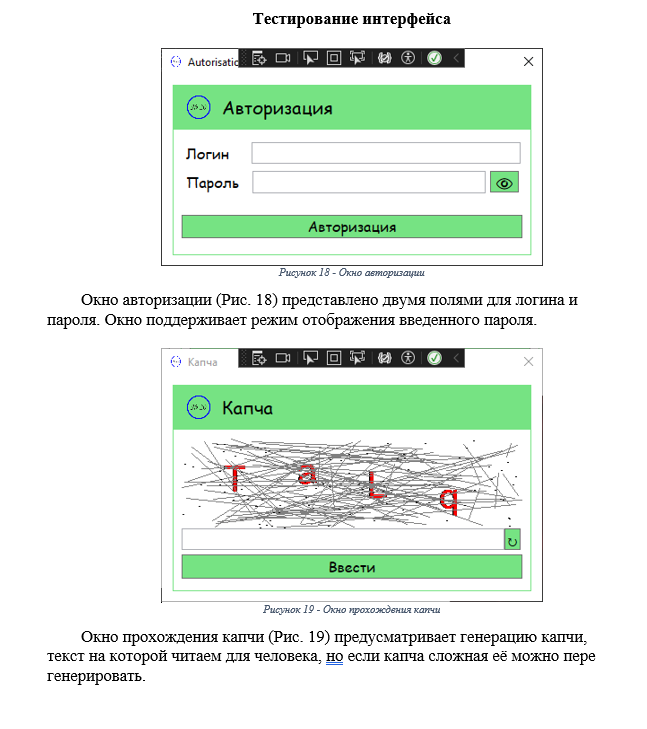 Тестирование интерфейса
Autorisatic
Авторизация
Логин
Пароль
Авторизация
Рисунок 18 - Окно авторизации
Окно авторизации (Рис. 18) представлено двумя полями для логина и
пароля. Окно поддерживает режим отображения введенного пароля.
Капча
Капча
T a L q
Ввести
Рисунок 19 - Окно прохождения капчи
Окно прохождения капчи (Рис. 19) предусматривает генерацию капчи,
текст на которой читаем для человека, но если капча сложная её можно пере
генерировать.